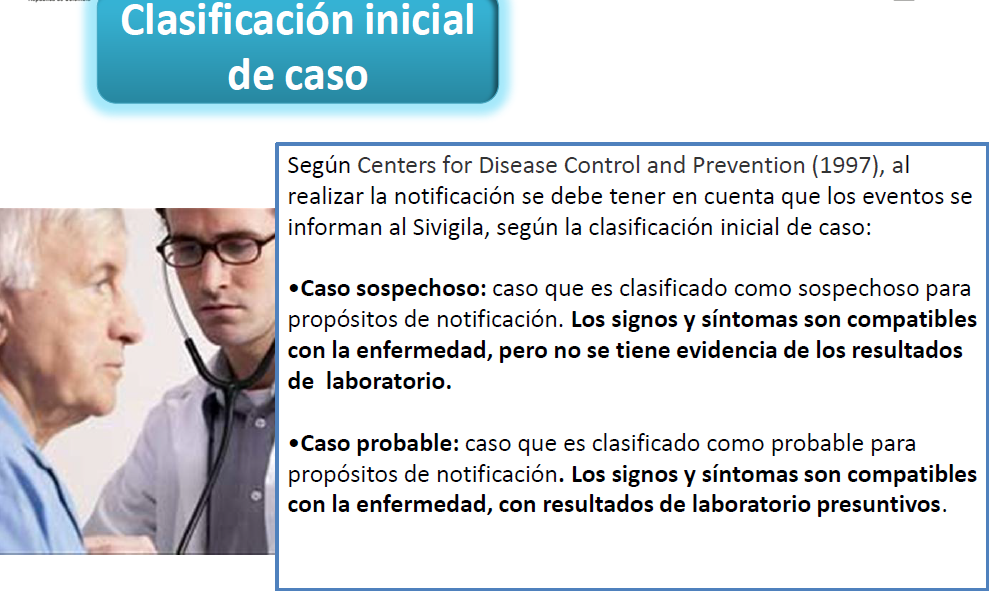 Clasificación inicial
de caso
Según Centers for Disease Control and Prevention (1997), al
realizar la notificación se debe tener en cuenta que los eventos se
informan al Sivigila, según la clasificación inicial de caso:
•Caso sospechoso: caso que es clasificado como sospechoso para
propósitos de notificación. Los signos y síntomas son compatibles
con la enfermedad, pero no se tiene evidencia de los resultados
de laboratorio.
•Caso probable: caso que es clasificado como probable para
propósitos de notificación. Los signos y síntomas son compatibles
con la enfermedad, con resultados de laboratorio presuntivos.